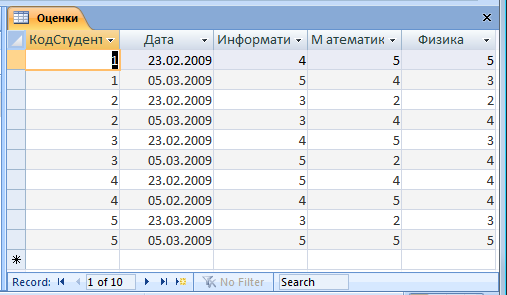 Оценки
КодСтудент Дата Информати М атематик Физика
1 23.02.2009 4 5 5
1 05.03.2009 5 4 3
2 23.02.2009 3 2 2
2 05.03.2009 3 4 4
3 23.02.2009 4 5 3
3 05.03.2009 5 2 4
4 23.02.2009 5 4 4
4 05.03.2009 4 5 4
5 23.03.2009 3 2 3
5 05.03.2009 5 5 5
Record: 1 of 10 No Filter Search